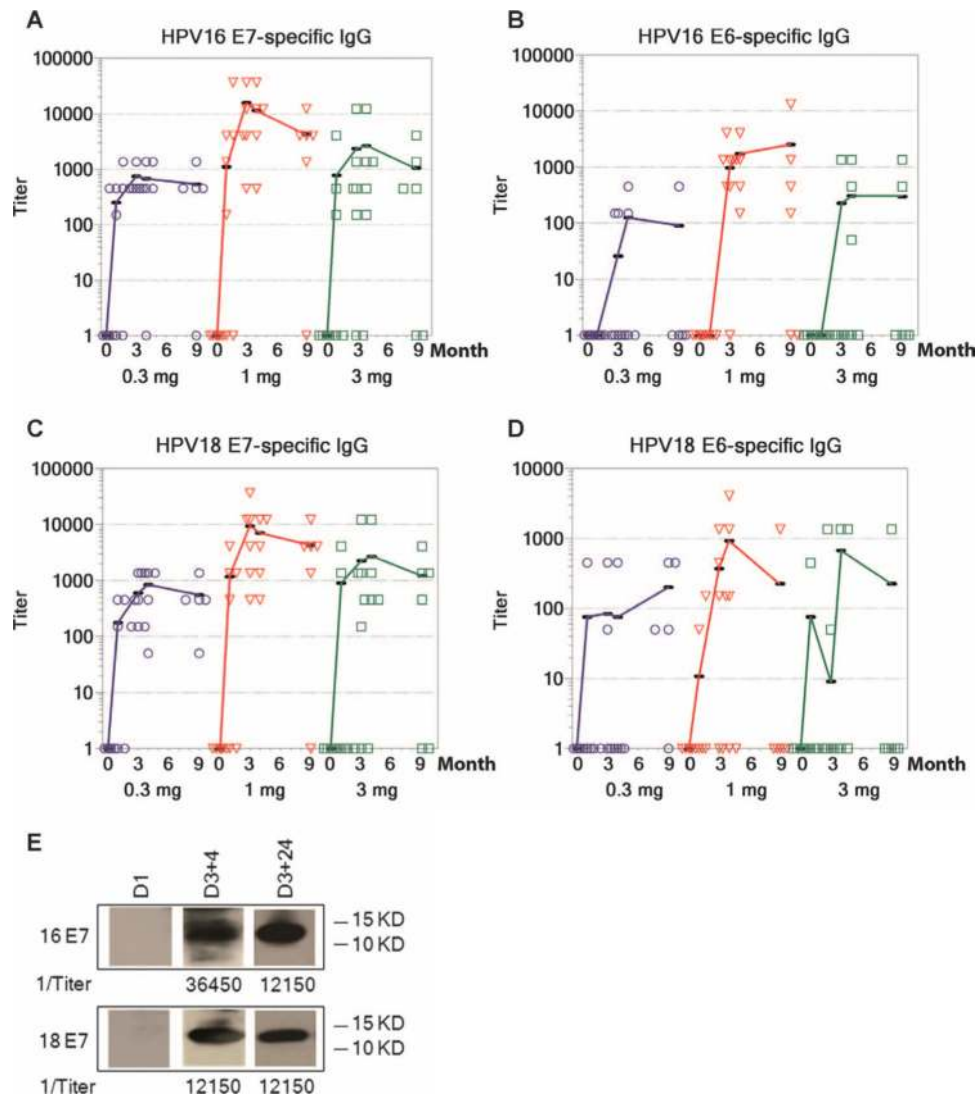 A
HPV16 E7-specific IgG
100000
10000
1000
100
10
1
Titer
0 3 6 9 0 3 6 9 0 3 6 9 Month
0.3 mg 1 mg 3 mg
B
HPV16 E6-specific IgG
100000
10000
1000
100
10
1
Titer
0 3 6 9 0 3 6 9 0 3 6 9 Month
0.3 mg 1 mg 3 mg
C
HPV18 E7-specific IgG
100000
10000
1000
100
10
1
Titer
0 3 6 9 0 3 6 9 0 3 6 9 Month
0.3 mg 1 mg 3 mg
D
HPV18 E6-specific IgG
100000
10000
1000
100
10
1
Titer
0 3 6 9 0 3 6 9 0 3 6 9 Month
0.3 mg 1 mg 3 mg
E
D1 D3+4 D3+24
16 E7
15 KD
10 KD
1/Titer 36450 12150
18 E7
15 KD
10 KD
1/Titer 12150 12150